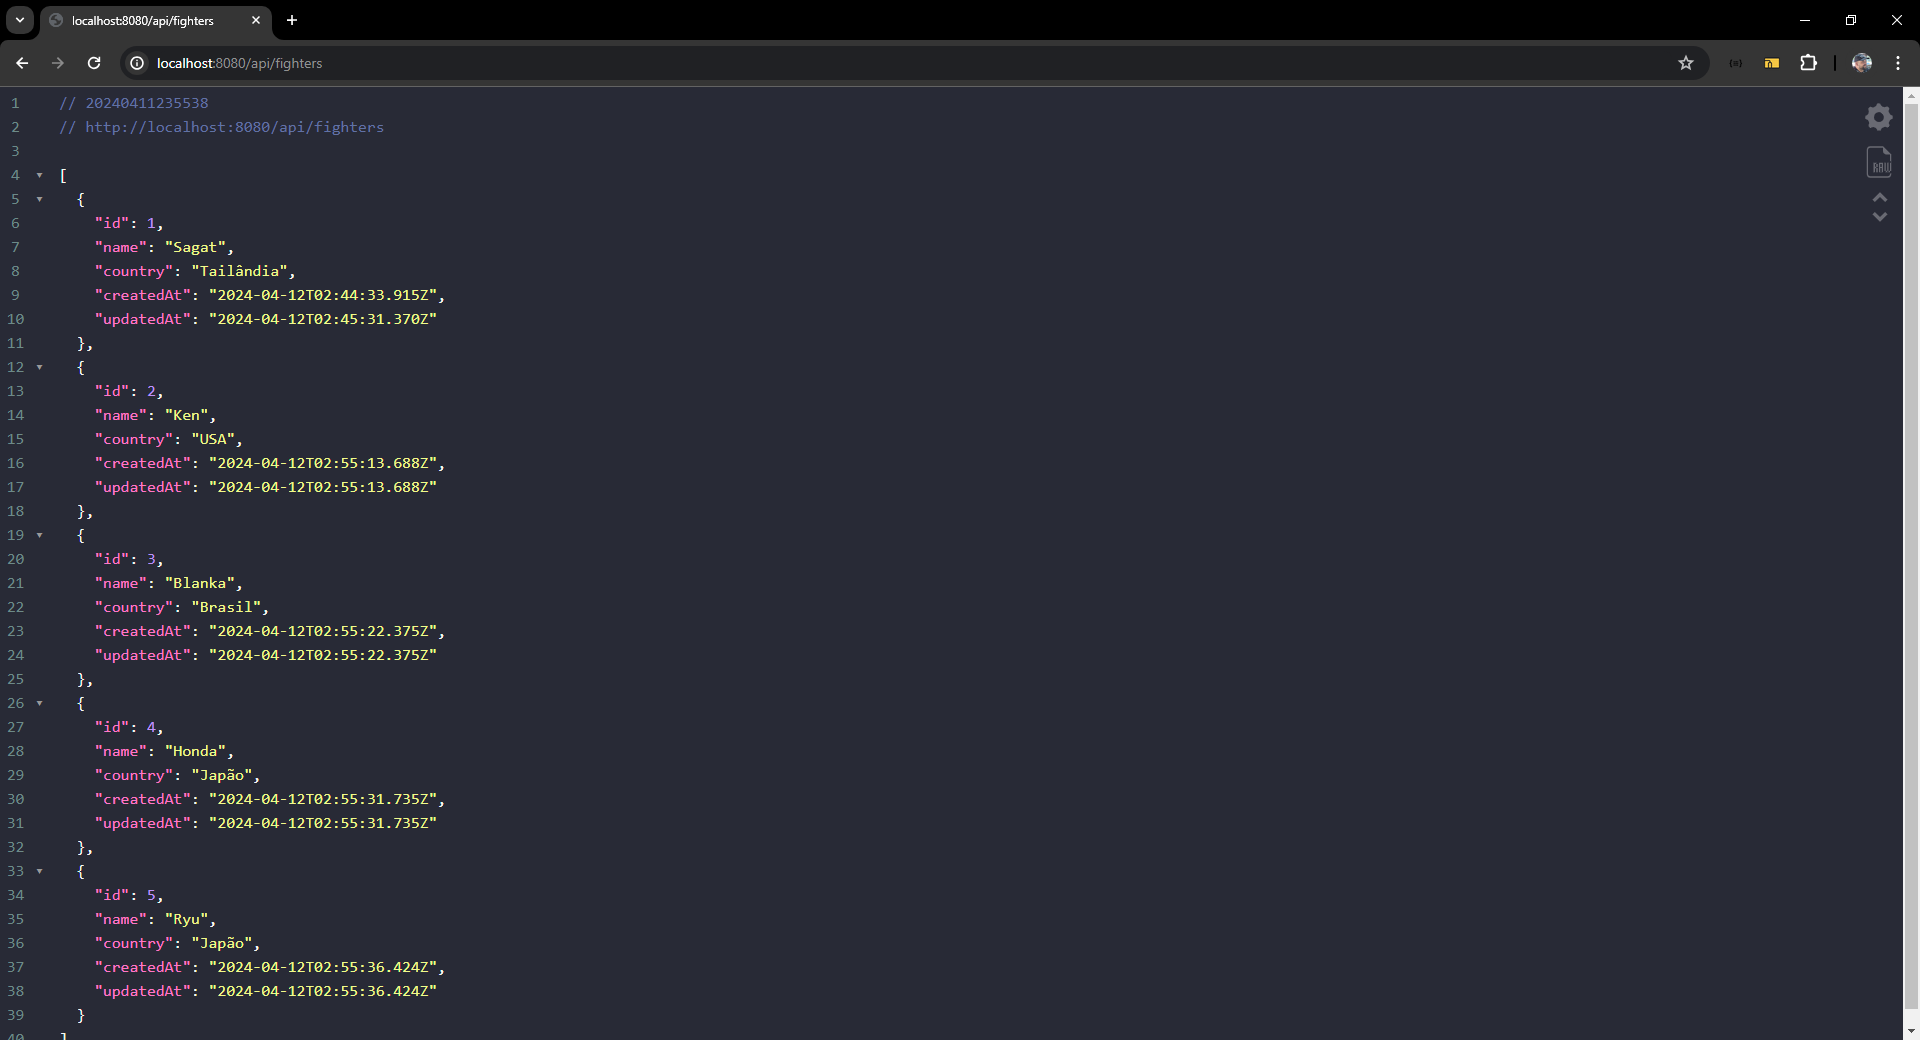 localhost:8080/api/fighters
localhost:8080/api/fighters
1 // 20240411235538
2 // http://localhost:8080/api/fighters
3
4 [
5 {
6 "id": 1,
7 "name": "Sagat",
8 "country": "Tailândia",
9 "createdAt": "2024-04-12T02:44:33.915Z",
10 "updatedAt": "2024-04-12T02:45:31.370Z"
11 },
12 {
13 "id": 2,
14 "name": "Ken",
15 "country": "USA",
16 "createdAt": "2024-04-12T02:55:13.688Z",
17 "updatedAt": "2024-04-12T02:55:13.688Z"
18 },
19 {
20 "id": 3,
21 "name": "Blanka",
22 "country": "Brasil",
23 "createdAt": "2024-04-12T02:55:22.375Z",
24 "updatedAt": "2024-04-12T02:55:22.375Z"
25 },
26 {
27 "id": 4,
28 "name": "Honda",
29 "country": "Japão",
30 "createdAt": "2024-04-12T02:55:31.735Z",
31 "updatedAt": "2024-04-12T02:55:31.735Z"
32 },
33 {
34 "id": 5,
35 "name": "Ryu",
36 "country": "Japão",
37 "createdAt": "2024-04-12T02:55:36.424Z",
38 "updatedAt": "2024-04-12T02:55:36.424Z"
39 }
40 ]
RAW